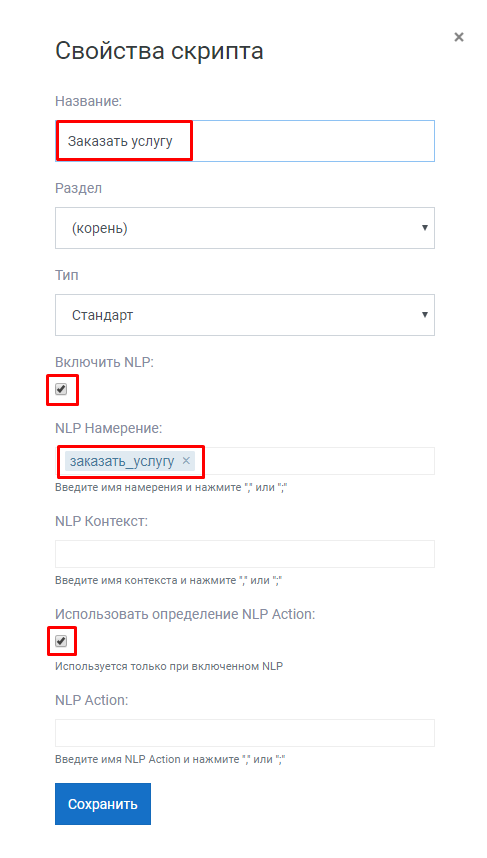 Свойства скрипта
×
Название:
Заказать услугу
Раздел
(корень)
Тип
Стандарт
Включить NLP:
NLP Намерение:
заказать_услугу ×
Введите имя намерения и нажмите "," или ";"
NLP Контекст:
Введите имя контекста и нажмите "," или ";"
Использовать определение NLP Action:
Используется только при включенном NLP
NLP Action:
Введите имя NLP Action и нажмите "," или ";"
Сохранить